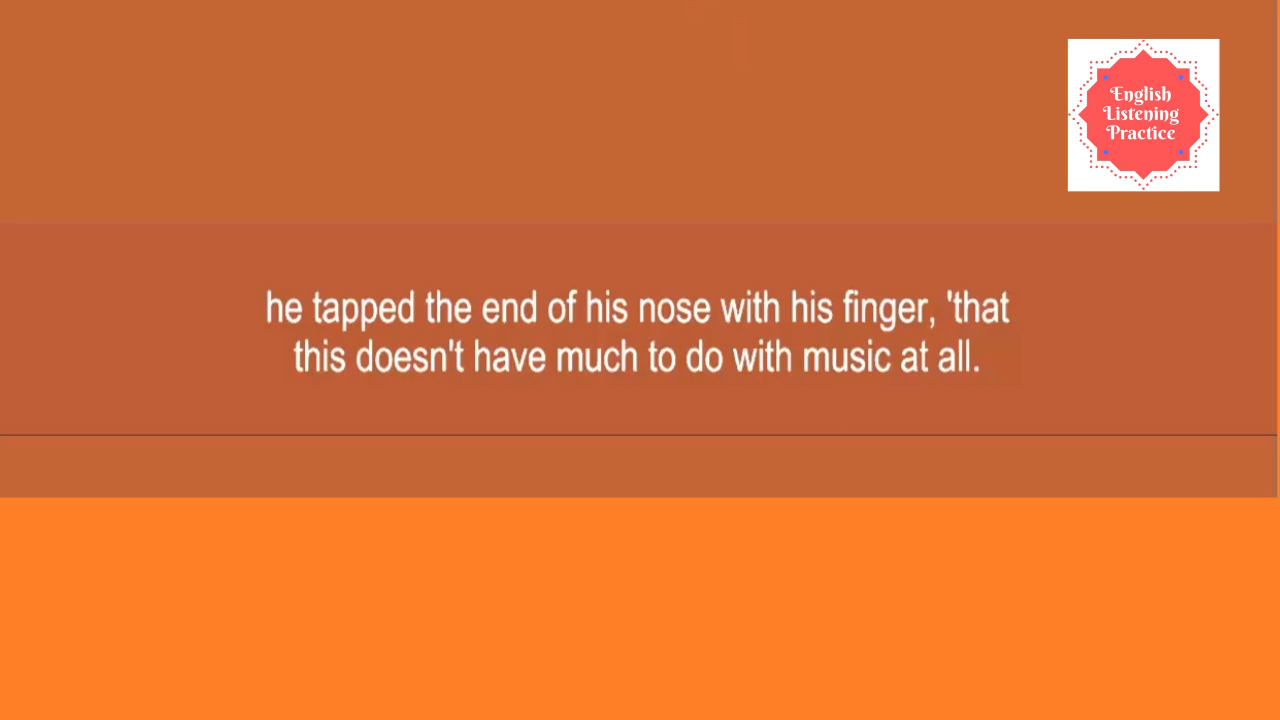 English
Listening
Practice
he tapped the end of his nose with his finger, 'that
this doesn't have much to do with music at all.